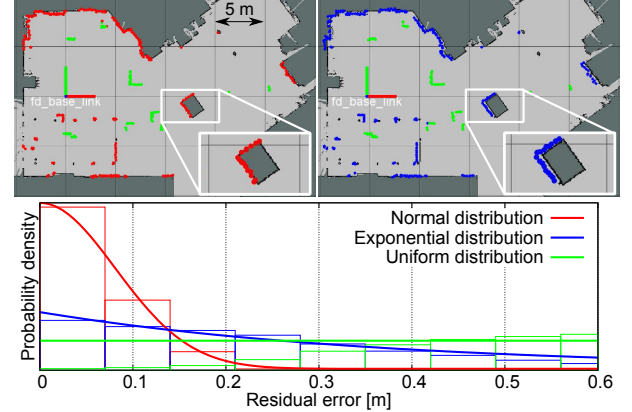 5 m
fd_base_link
fd_base_link
Probability density
Normal distribution
Exponential distribution
Uniform distribution
0 0.1 0.2 0.3 0.4 0.5 0.6
Residual error [m]